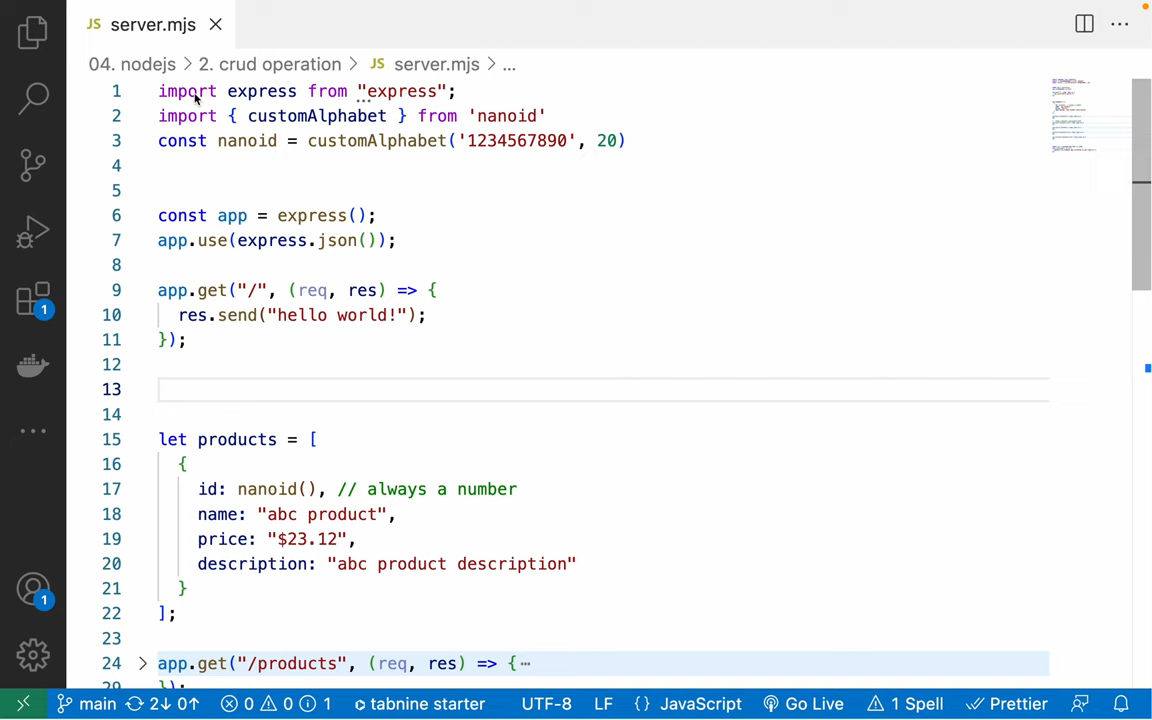 JS server.mjs
04. nodejs > 2. crud operation > JS server.mjs > ...
1 import express from "express";
2 import { customAlphabet } from 'nanoid'
3 const nanoid = customAlphabet('1234567890', 20)
4
5
6 const app = express();
7 app.use(express.json());
8
9 app.get("/", (req, res) => {
10 res.send("hello world!");
11 });
12
13
14
15 let products = [
16 {
17 id: nanoid(), // always a number
18 name: "abc product",
19 price: "$23.12",
20 description: "abc product description"
21 }
22 ];
23
24 app.get("/products", (req, res) => {⋯
29 });
1
1
main 2↓ 0↑ 0 0 1 tabnine starter UTF-8 LF {} JavaScript Go Live 1 Spell Prettier